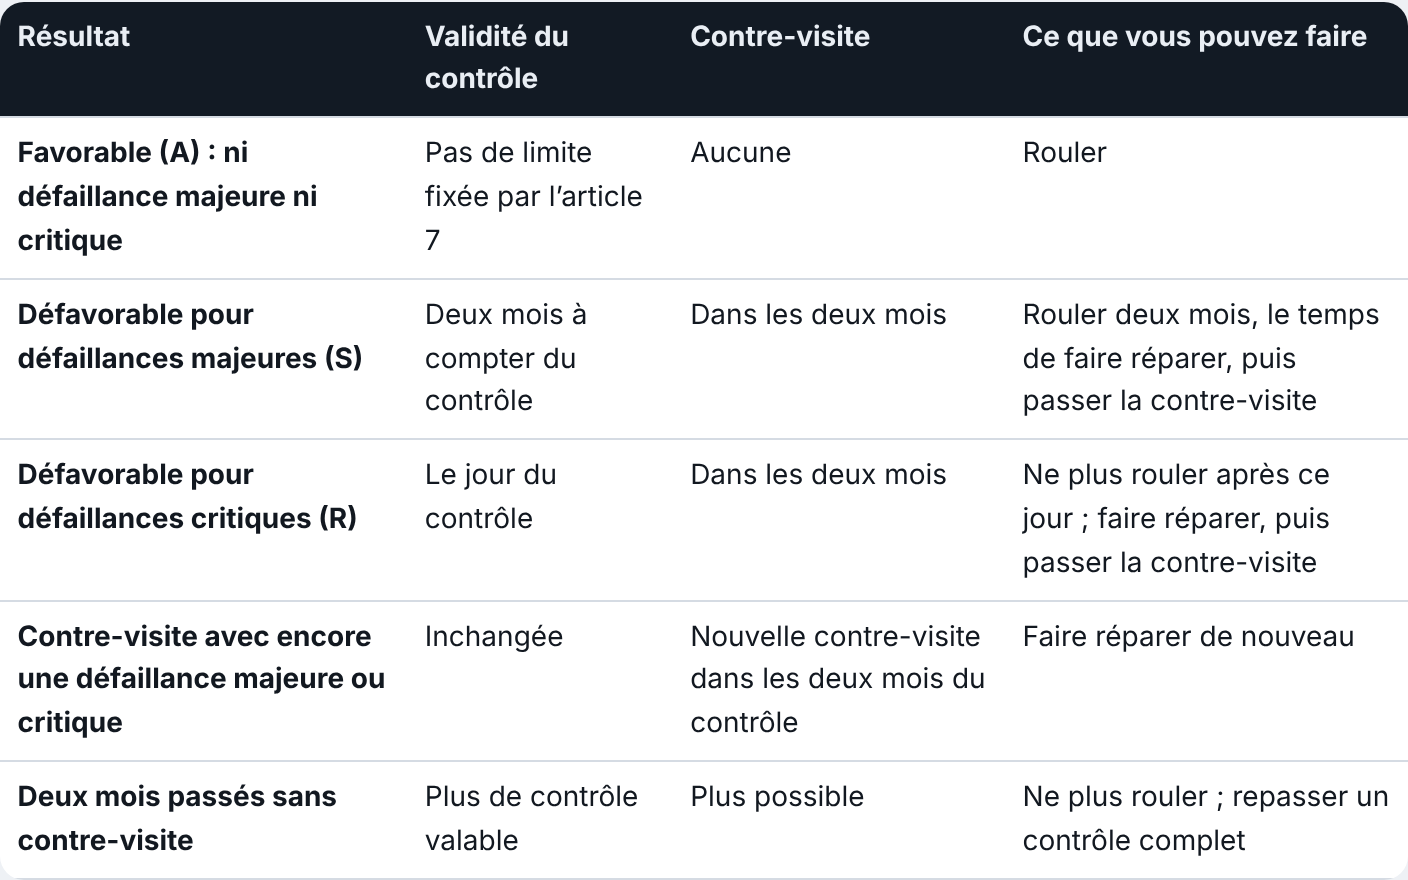 Résultat
Validité du
contrôle
Contre-visite
Ce que vous pouvez faire
Favorable (A) : ni
défaillance majeure ni
critique
Pas de limite
fixée par l’article
7
Aucune
Rouler
Défavorable pour
défaillances majeures (S)
Deux mois à
compter du
contrôle
Dans les deux mois
Rouler deux mois, le temps
de faire réparer, puis
passer la contre-visite
Défavorable pour
défaillances critiques (R)
Le jour du
contrôle
Dans les deux mois
Ne plus rouler après ce
jour ; faire réparer, puis
passer la contre-visite
Contre-visite avec encore
une défaillance majeure ou
critique
Inchangée
Nouvelle contre-visite
dans les deux mois du
contrôle
Faire réparer de nouveau
Deux mois passés sans
contre-visite
Plus de contrôle
valable
Plus possible
Ne plus rouler ; repasser un
contrôle complet